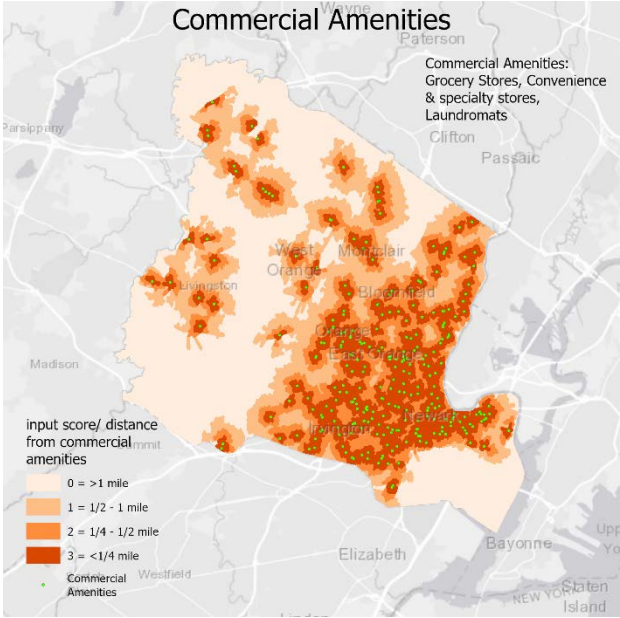 Commercial Amenities
Wayne
Paterson
Commercial Amenities:
Grocery Stores, Convenience
& specialty stores,
Laundromats
Parsippany
Clifton
Passaic
West
Orange
Montclair
Livingston
Bloomfield
Orange
East Orange
Madison
Newark
Irvington
input score/ distance
from commercial
amenities
Summit
0 = >1 mile
1 = 1/2 - 1 mile
2 = 1/4 - 1/2 mile
3 = <1/4 mile
Commercial
Amenities
Elizabeth
Bayonne
Westfield
NEW YORK
Staten
Island
Linden